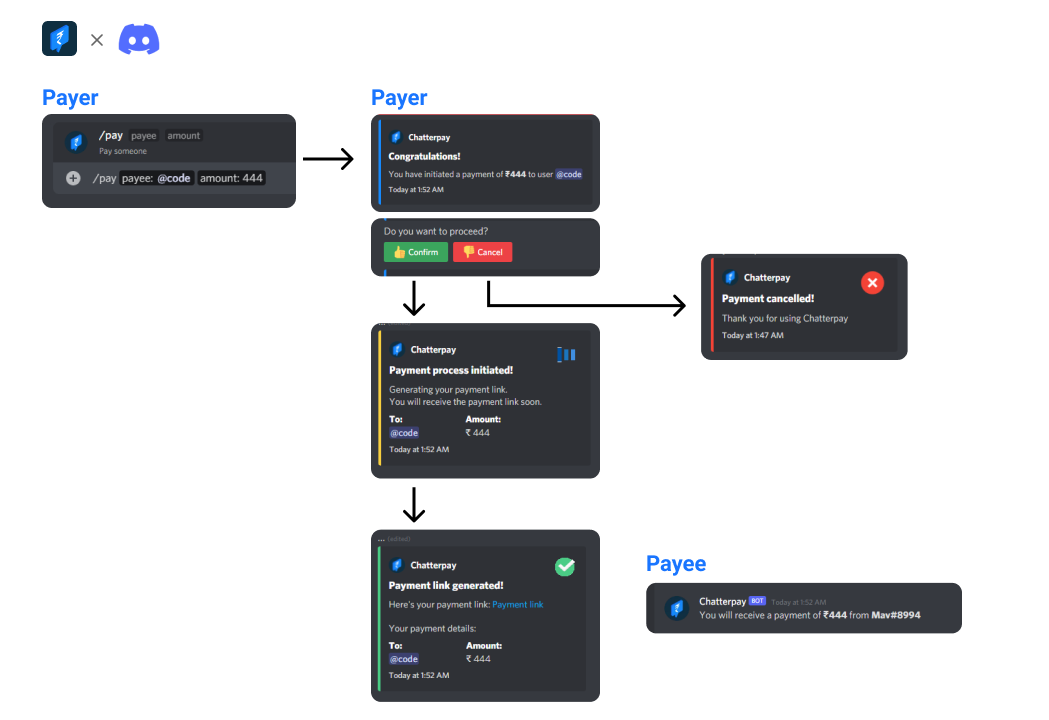 Payer
/pay payee amount
Pay someone
/pay payee: @code amount: 444
Payer
Chatterpay
Congratulations!
You have initiated a payment of ₹444 to user @code
Today at 1:52 AM
Do you want to proceed?
Confirm Cancel
Chatterpay
Payment cancelled!
Thank you for using Chatterpay
Today at 1:47 AM
Chatterpay
Payment process initiated!
Generating your payment link.
You will receive the payment link soon.
To: Amount:
@code ₹ 444
Today at 1:52 AM
... (edited)
Chatterpay
Payment link generated!
Here's your payment link: Payment link
Your payment details:
To: Amount:
@code ₹ 444
Today at 1:52 AM
Payee
Chatterpay BOT Today at 1:52 AM
You will receive a payment of ₹444 from Mav#8994